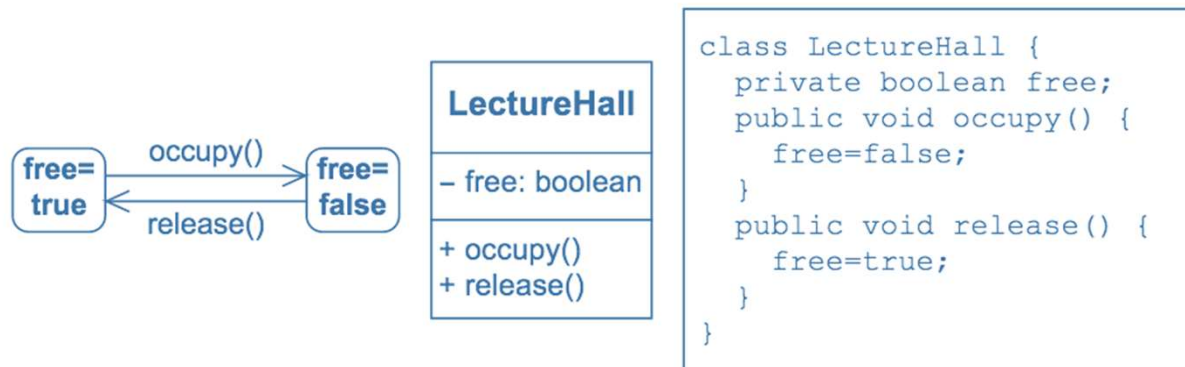 free=
true
occupy()
release()
free=
false
LectureHall
– free: boolean
+ occupy()
+ release()
class LectureHall {
  private boolean free;
  public void occupy() {
    free=false;
  }
  public void release() {
    free=true;
  }
}